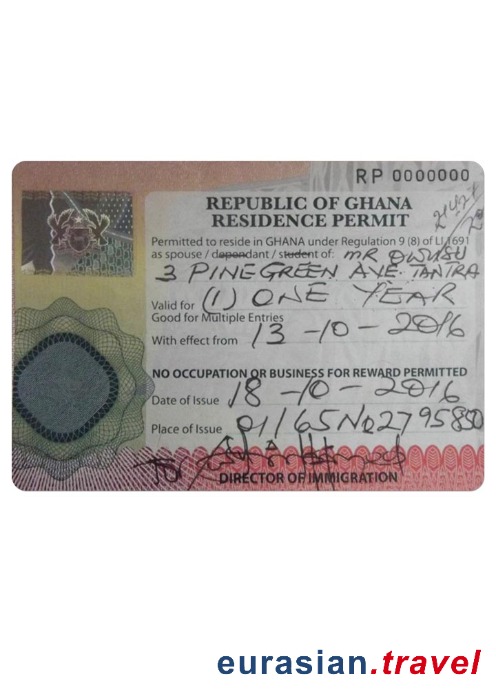 RP 0000000
REPUBLIC OF GHANA
RESIDENCE PERMIT
Permitted to reside in GHANA under Regulation 9 (8) of LI 1691
as spouse / dependant / student of: MR OWUSU
3 PINEGREEN AVE. TANTRA
Valid for (1) ONE YEAR
Good for Multiple Entries
With effect from 13-10-2016
NO OCCUPATION OR BUSINESS FOR REWARD PERMITTED
Date of Issue 18-10-2016
Place of Issue 01/65 No 2795850
DIRECTOR OF IMMIGRATION
eurasian.travel